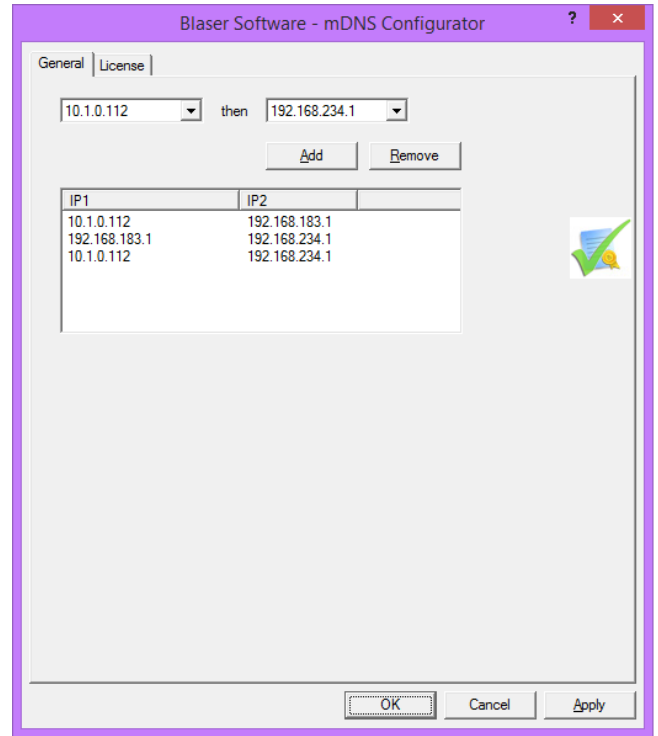 Blaser Software - mDNS Configurator ? ×
General License
10.1.0.112 then 192.168.234.1
Add Remove
IP1 IP2
10.1.0.112 192.168.183.1
192.168.183.1 192.168.234.1
10.1.0.112 192.168.234.1
OK Cancel Apply